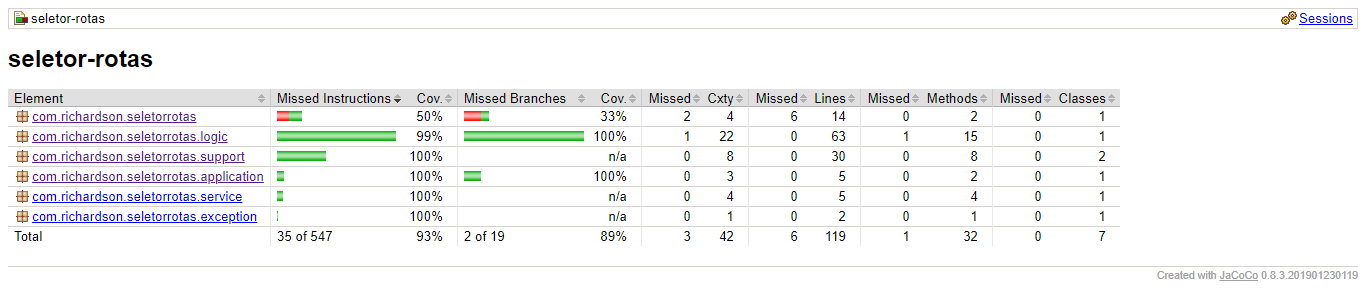 seletor-rotas Sessions
seletor-rotas
Element Missed Instructions Cov. Missed Branches Cov. Missed Cxty Missed Lines Missed Methods Missed Classes
com.richardson.seletorrotas 50% 33% 2 4 6 14 0 2 0 1
com.richardson.seletorrotas.logic 99% 100% 1 22 0 63 1 15 0 1
com.richardson.seletorrotas.support 100% n/a 0 8 0 30 0 8 0 2
com.richardson.seletorrotas.application 100% 100% 0 3 0 5 0 2 0 1
com.richardson.seletorrotas.service 100% n/a 0 4 0 5 0 4 0 1
com.richardson.seletorrotas.exception 100% n/a 0 1 0 2 0 1 0 1
Total 35 of 547 93% 2 of 19 89% 3 42 6 119 1 32 0 7
Created with JaCoCo 0.8.3.201901230119